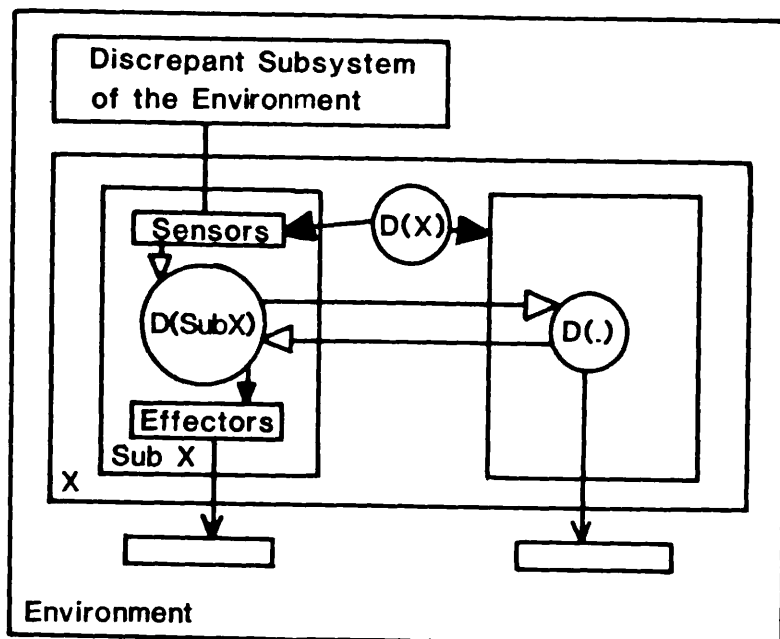 Discrepant Subsystem
of the Environment
Sensors
D(X)
D(SubX)
D(.)
Effectors
Sub X
X
Environment